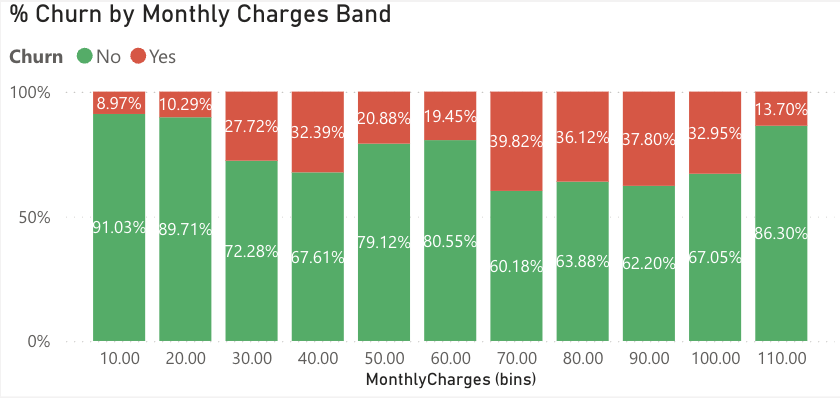 % Churn by Monthly Charges Band
Churn No Yes
100%
8.97% 10.29% 27.72% 32.39% 20.88% 19.45% 39.82% 36.12% 37.80% 32.95% 13.70%
50%
91.03% 89.71% 72.28% 67.61% 79.12% 80.55% 60.18% 63.88% 62.20% 67.05% 86.30%
0%
10.00 20.00 30.00 40.00 50.00 60.00 70.00 80.00 90.00 100.00 110.00
MonthlyCharges (bins)